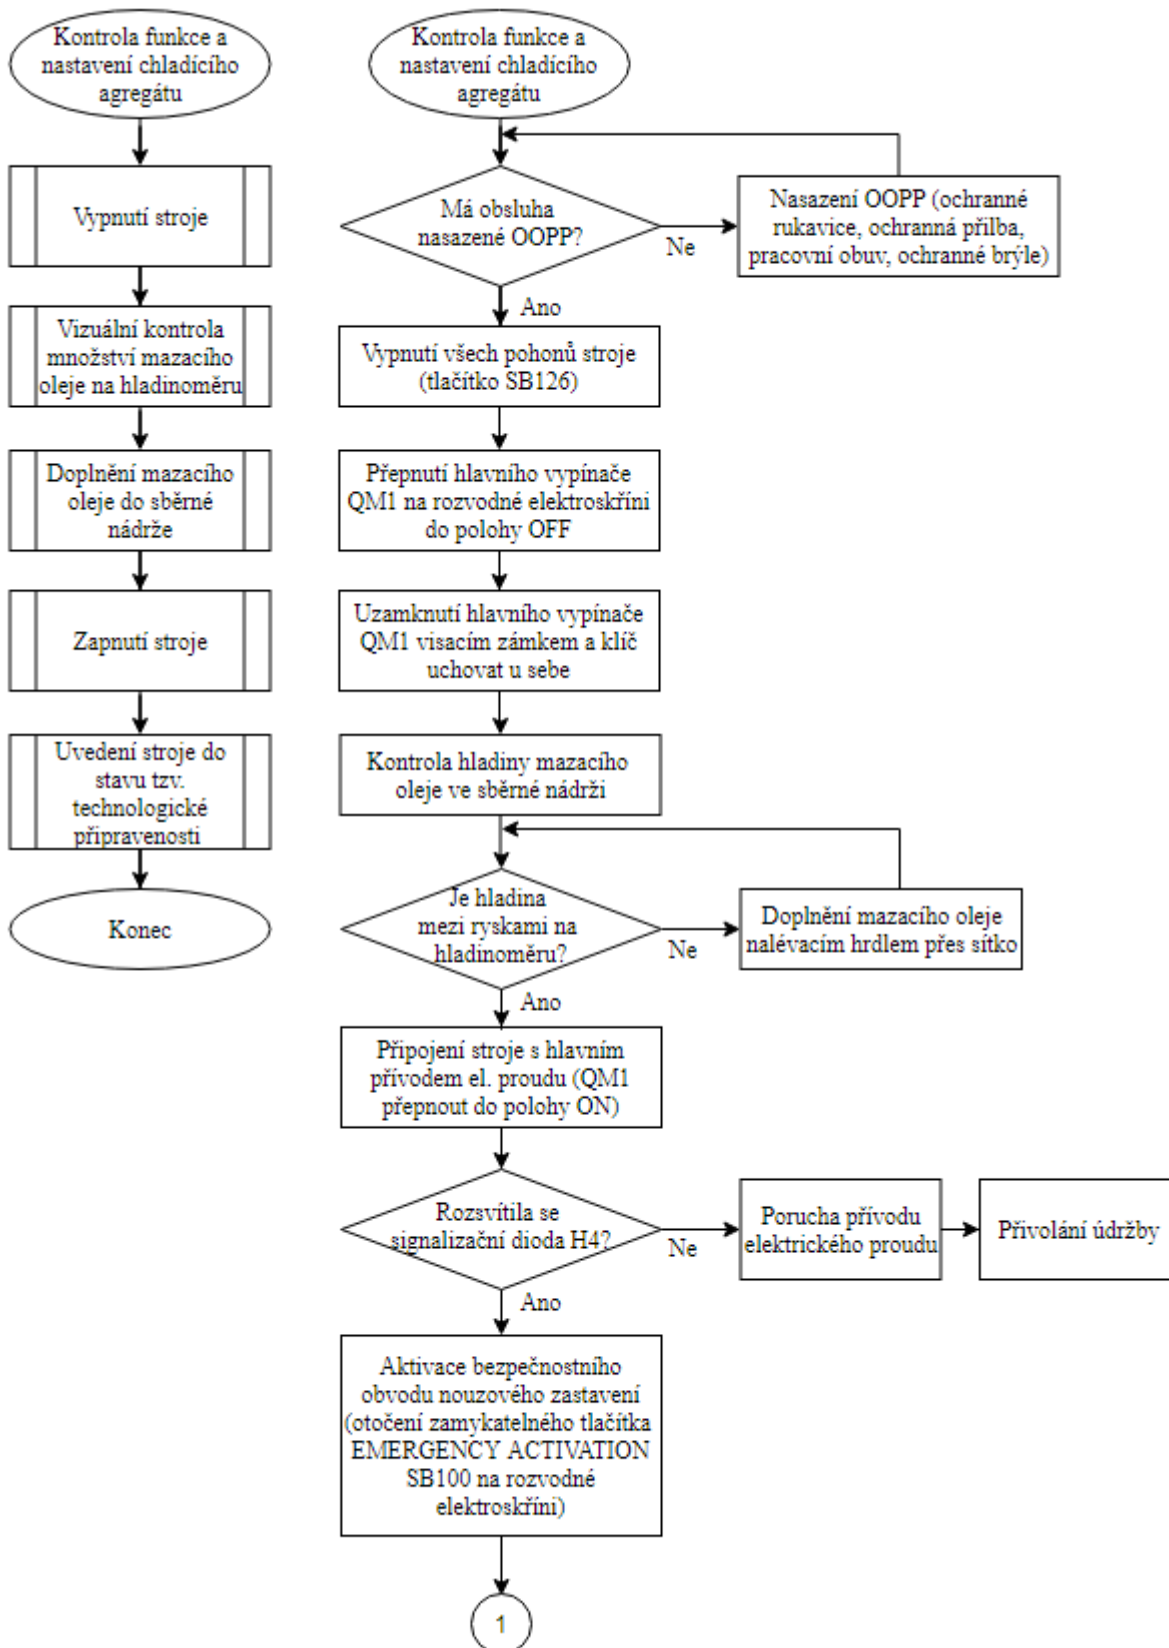 Kontrola funkce a
nastavení chladícího
agregátu
Vypnutí stroje
Vizuální kontrola
množství mazacího
oleje na hladinoměru
Doplnění mazacího
oleje do sběrné
nádrže
Zapnutí stroje
Uvedení stroje do
stavu tzv.
technologické
připravenosti
Konec
Kontrola funkce a
nastavení chladícího
agregátu
Má obsluha
nasazené OOPP?
Ne
Nasazení OOPP (ochranné
rukavice, ochranná přilba,
pracovní obuv, ochranné brýle)
Ano
Vypnutí všech pohonů stroje
(tlačítko SB126)
Přepnutí hlavního vypínače
QM1 na rozvodné elektroskříni
do polohy OFF
Uzamknutí hlavního vypínače
QM1 visacím zámkem a klíč
uchovat u sebe
Kontrola hladiny mazacího
oleje ve sběrné nádrži
Je hladina
mezi ryskami na
hladinoměru?
Ne
Doplnění mazacího oleje
nalévacím hrdlem přes sítko
Ano
Připojení stroje s hlavním
přívodem el. proudu (QM1
přepnout do polohy ON)
Rozsvítila se
signalizační dioda H4?
Ne
Porucha přívodu
elektrického proudu
Přivolání údržby
Ano
Aktivace bezpečnostního
obvodu nouzového zastavení
(otočení zamykatelného tlačítka
EMERGENCY ACTIVATION
SB100 na rozvodné
elektroskříni)
1